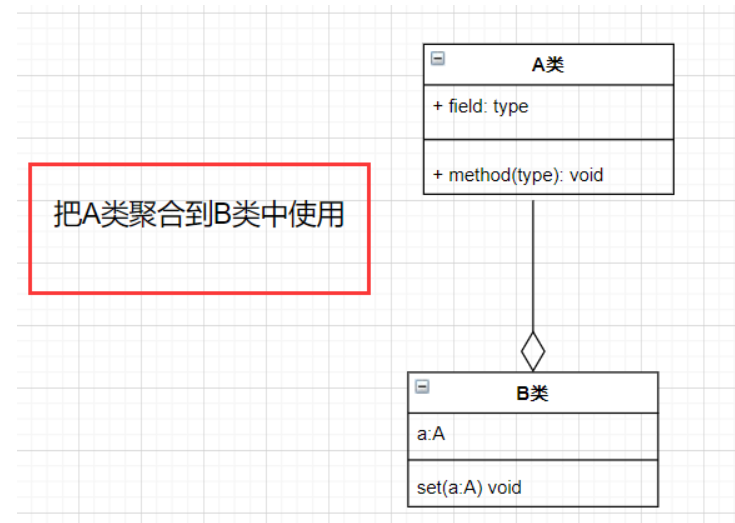 A类
+ field: type
+ method(type): void
把A类聚合到B类中使用
B类
a:A
set(a:A) void